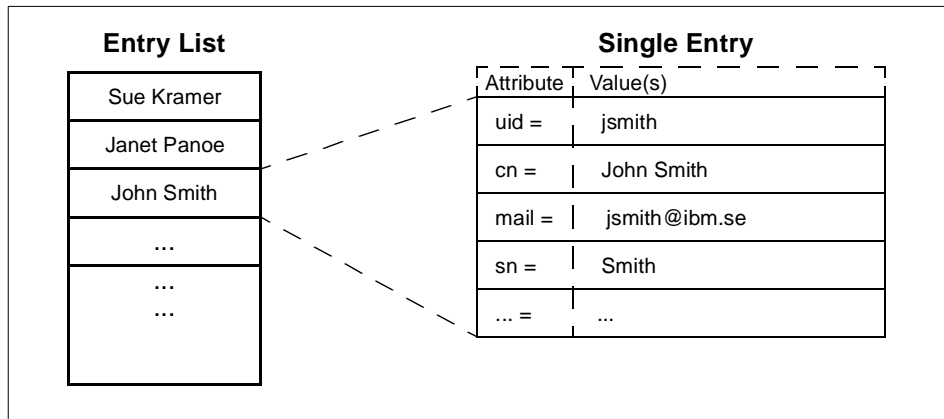 Entry List
Sue Kramer
Janet Panoe
John Smith
...
...
...
Single Entry
Attribute Value(s)
uid = jsmith
cn = John Smith
mail = jsmith@ibm.se
sn = Smith
... = ...